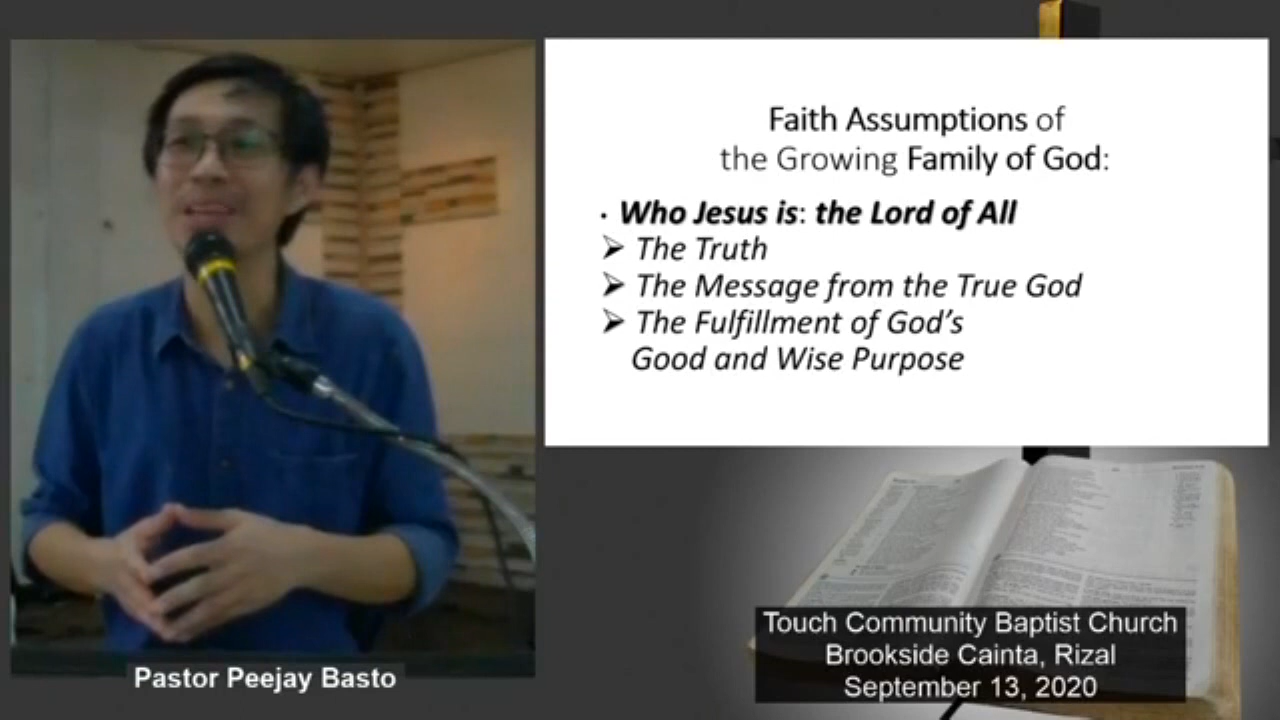 Faith Assumptions of
the Growing Family of God:
· Who Jesus is: the Lord of All
➢ The Truth
➢ The Message from the True God
➢ The Fulfillment of God's
Good and Wise Purpose
Pastor Peejay Basto
Touch Community Baptist Church
Brookside Cainta, Rizal
September 13, 2020